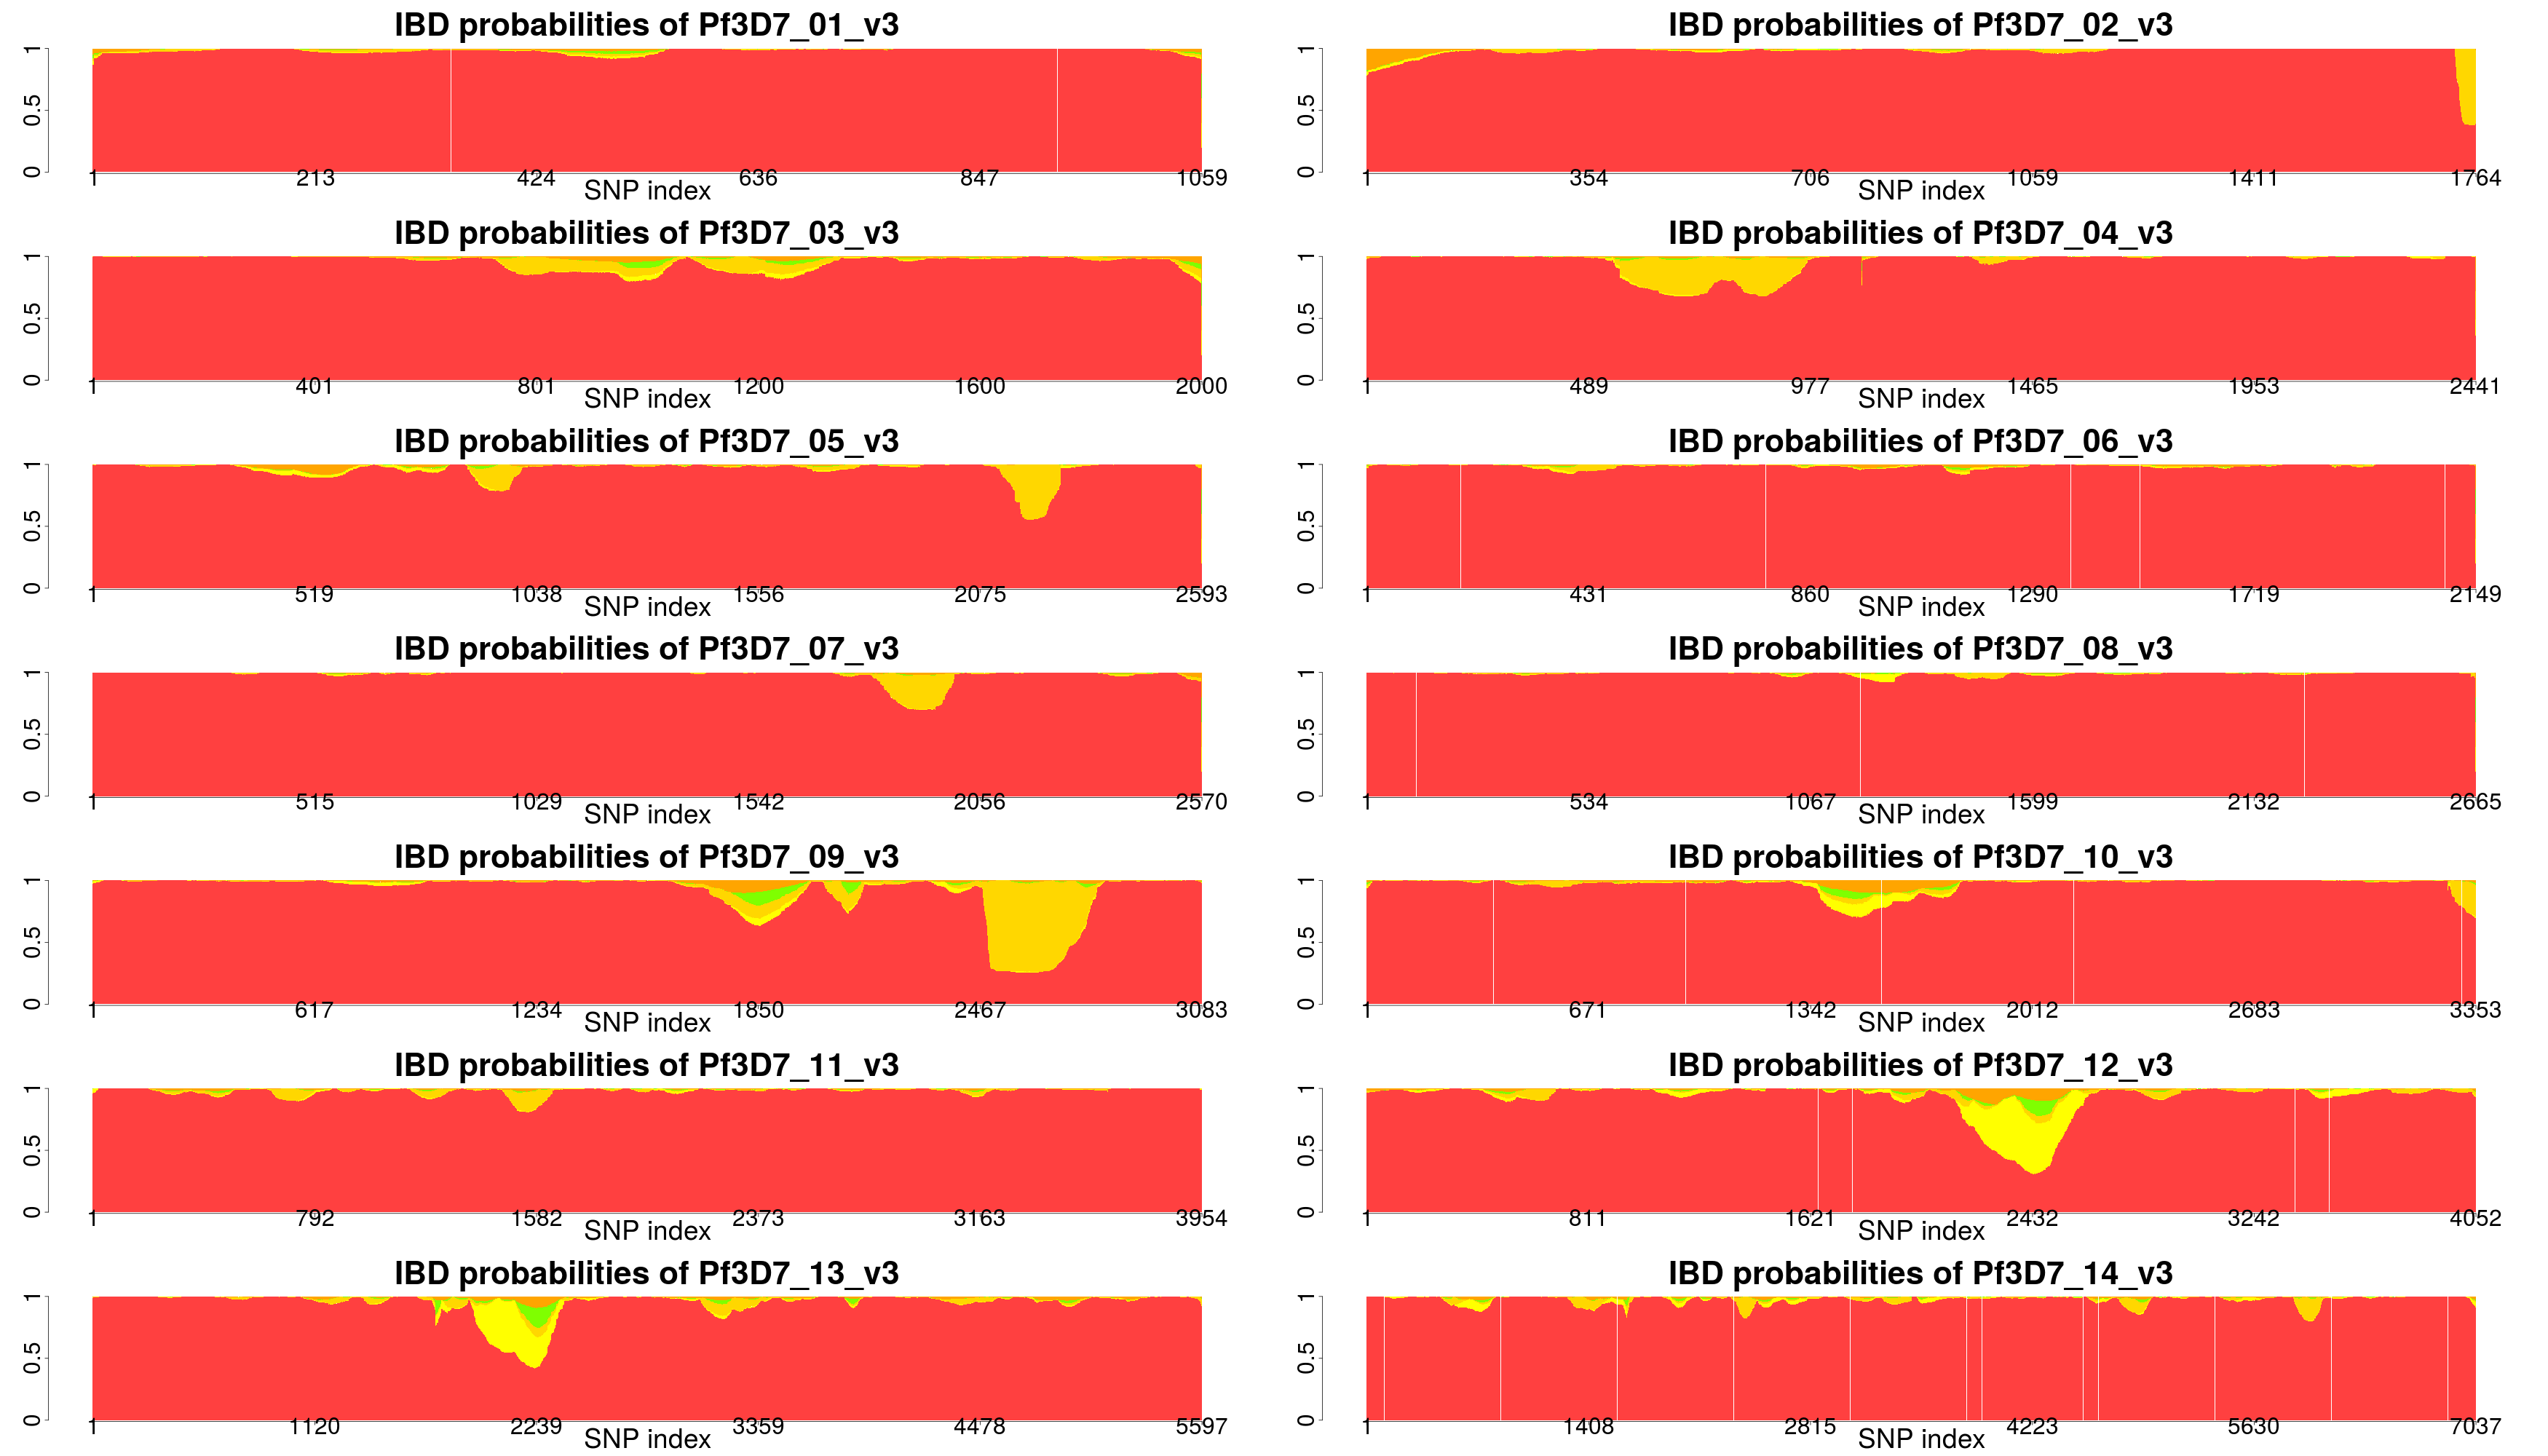 IBD probabilities of Pf3D7_01_v3
0 0.5 1
1 213 424 636 847 1059
SNP index
IBD probabilities of Pf3D7_02_v3
0 0.5 1
1 354 706 1059 1411 1764
SNP index
IBD probabilities of Pf3D7_03_v3
0 0.5 1
1 401 801 1200 1600 2000
SNP index
IBD probabilities of Pf3D7_04_v3
0 0.5 1
1 489 977 1465 1953 2441
SNP index
IBD probabilities of Pf3D7_05_v3
0 0.5 1
1 519 1038 1556 2075 2593
SNP index
IBD probabilities of Pf3D7_06_v3
0 0.5 1
1 431 860 1290 1719 2149
SNP index
IBD probabilities of Pf3D7_07_v3
0 0.5 1
1 515 1029 1542 2056 2570
SNP index
IBD probabilities of Pf3D7_08_v3
0 0.5 1
1 534 1067 1599 2132 2665
SNP index
IBD probabilities of Pf3D7_09_v3
0 0.5 1
1 617 1234 1850 2467 3083
SNP index
IBD probabilities of Pf3D7_10_v3
0 0.5 1
1 671 1342 2012 2683 3353
SNP index
IBD probabilities of Pf3D7_11_v3
0 0.5 1
1 792 1582 2373 3163 3954
SNP index
IBD probabilities of Pf3D7_12_v3
0 0.5 1
1 811 1621 2432 3242 4052
SNP index
IBD probabilities of Pf3D7_13_v3
0 0.5 1
1 1120 2239 3359 4478 5597
SNP index
IBD probabilities of Pf3D7_14_v3
0 0.5 1
1 1408 2815 4223 5630 7037
SNP index